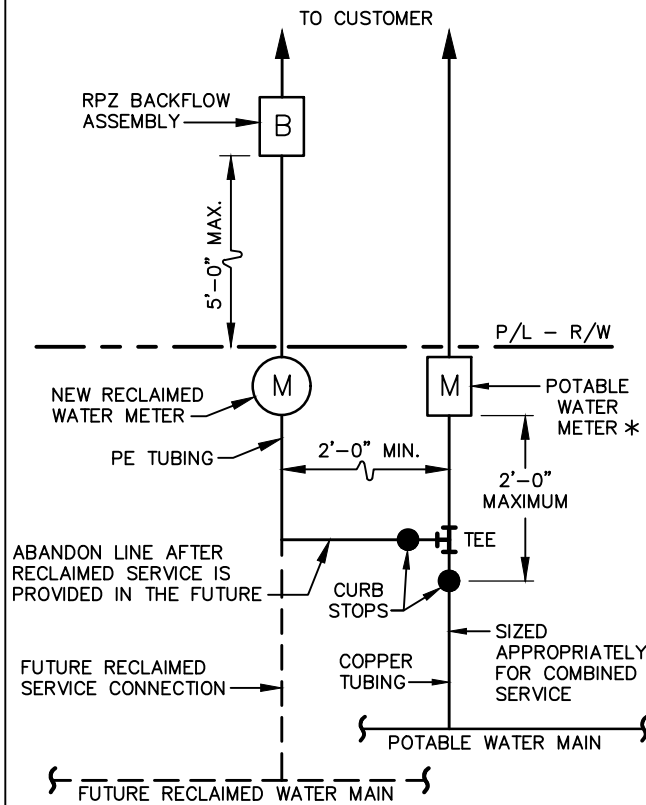 TO CUSTOMER
RPZ BACKFLOW
ASSEMBLY
B
5'-0" MAX.
P/L - R/W
M
M
NEW RECLAIMED
WATER METER
POTABLE
WATER
METER *
PE TUBING
2'-0" MIN.
2'-0"
MAXIMUM
TEE
ABANDON LINE AFTER
RECLAIMED SERVICE IS
PROVIDED IN THE FUTURE
CURB
STOPS
SIZED
APPROPRIATELY
FOR COMBINED
SERVICE
FUTURE RECLAIMED
SERVICE CONNECTION
COPPER
TUBING
POTABLE WATER MAIN
FUTURE RECLAIMED WATER MAIN